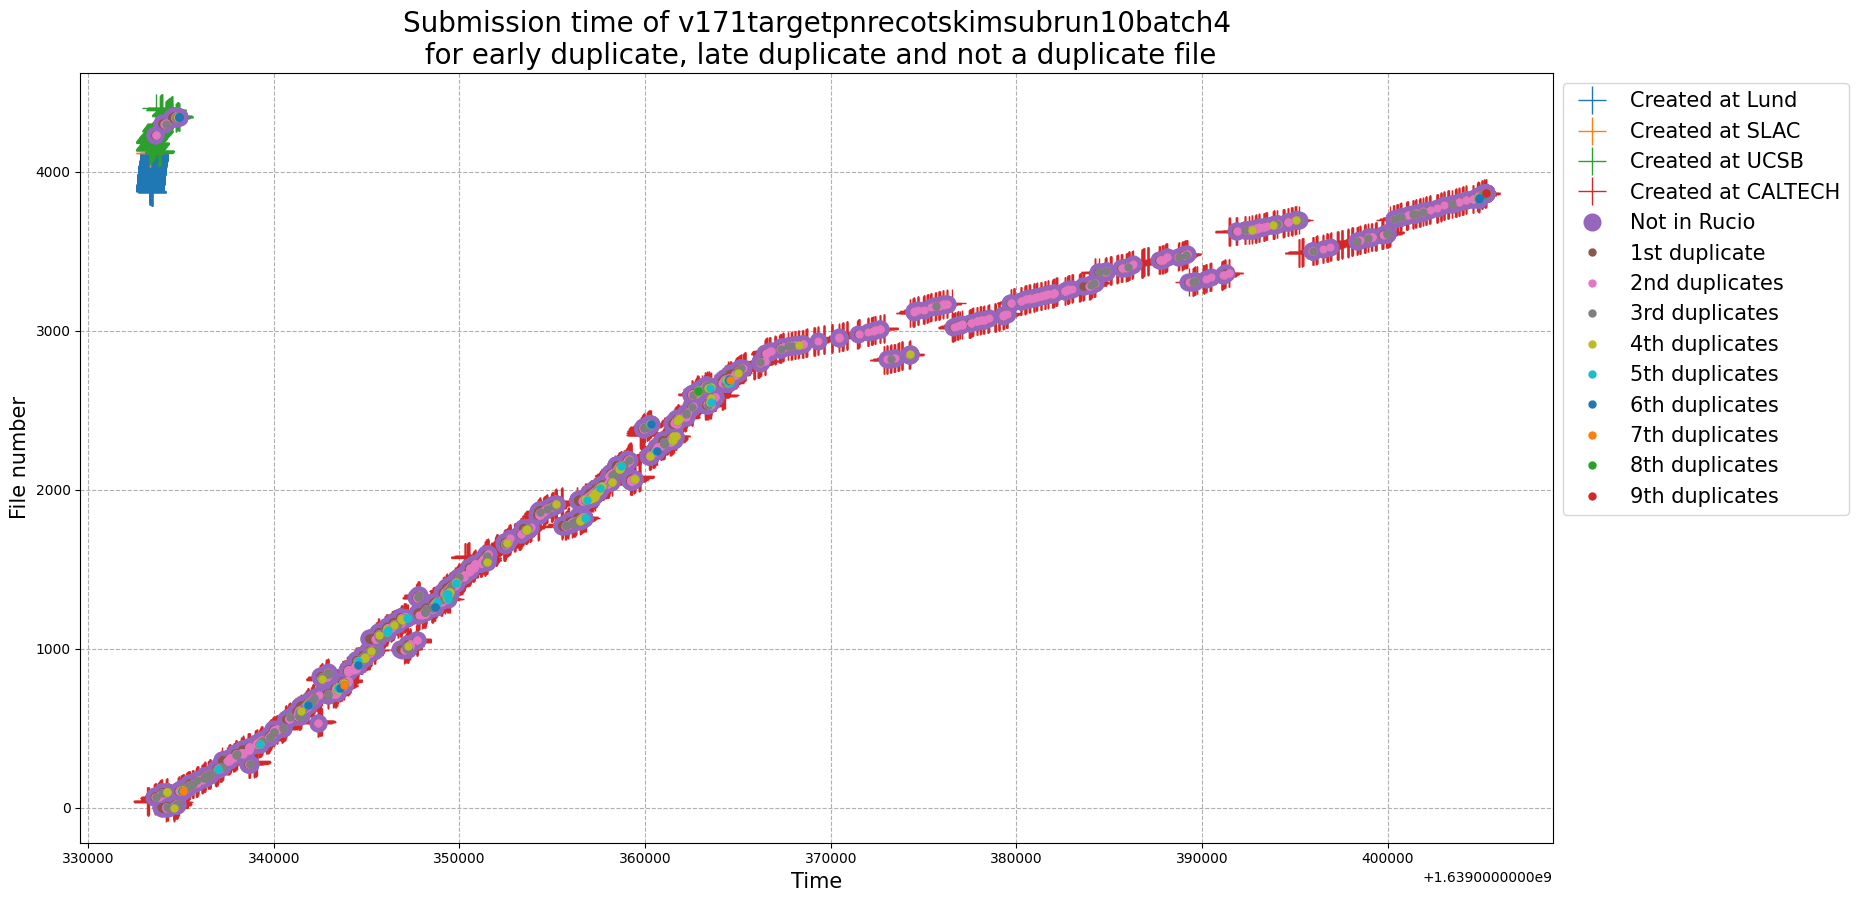 Submission time of v171targetpnrecotskimsubrun10batch4
for early duplicate, late duplicate and not a duplicate file
Created at Lund
Created at SLAC
Created at UCSB
Created at CALTECH
Not in Rucio
1st duplicate
2nd duplicates
3rd duplicates
4th duplicates
5th duplicates
6th duplicates
7th duplicates
8th duplicates
9th duplicates
File number
4000
3000
2000
1000
0
330000 340000 350000 360000 370000 380000 390000 400000
Time
+1.6390000000e9